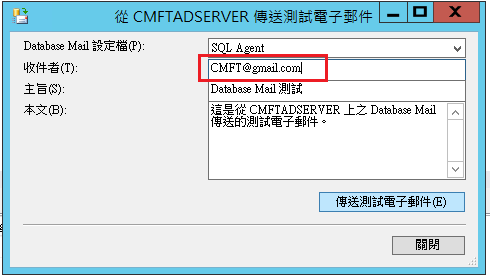 從 CMFTADSERVER 傳送測試電子郵件
Database Mail 設定檔(P):
SQL Agent
收件者(T):
CMFT@gmail.com
主旨(S):
Database Mail 測試
本文(B):
這是從 CMFTADSERVER 上之 Database Mail
傳送的測試電子郵件。
傳送測試電子郵件(E)
關閉